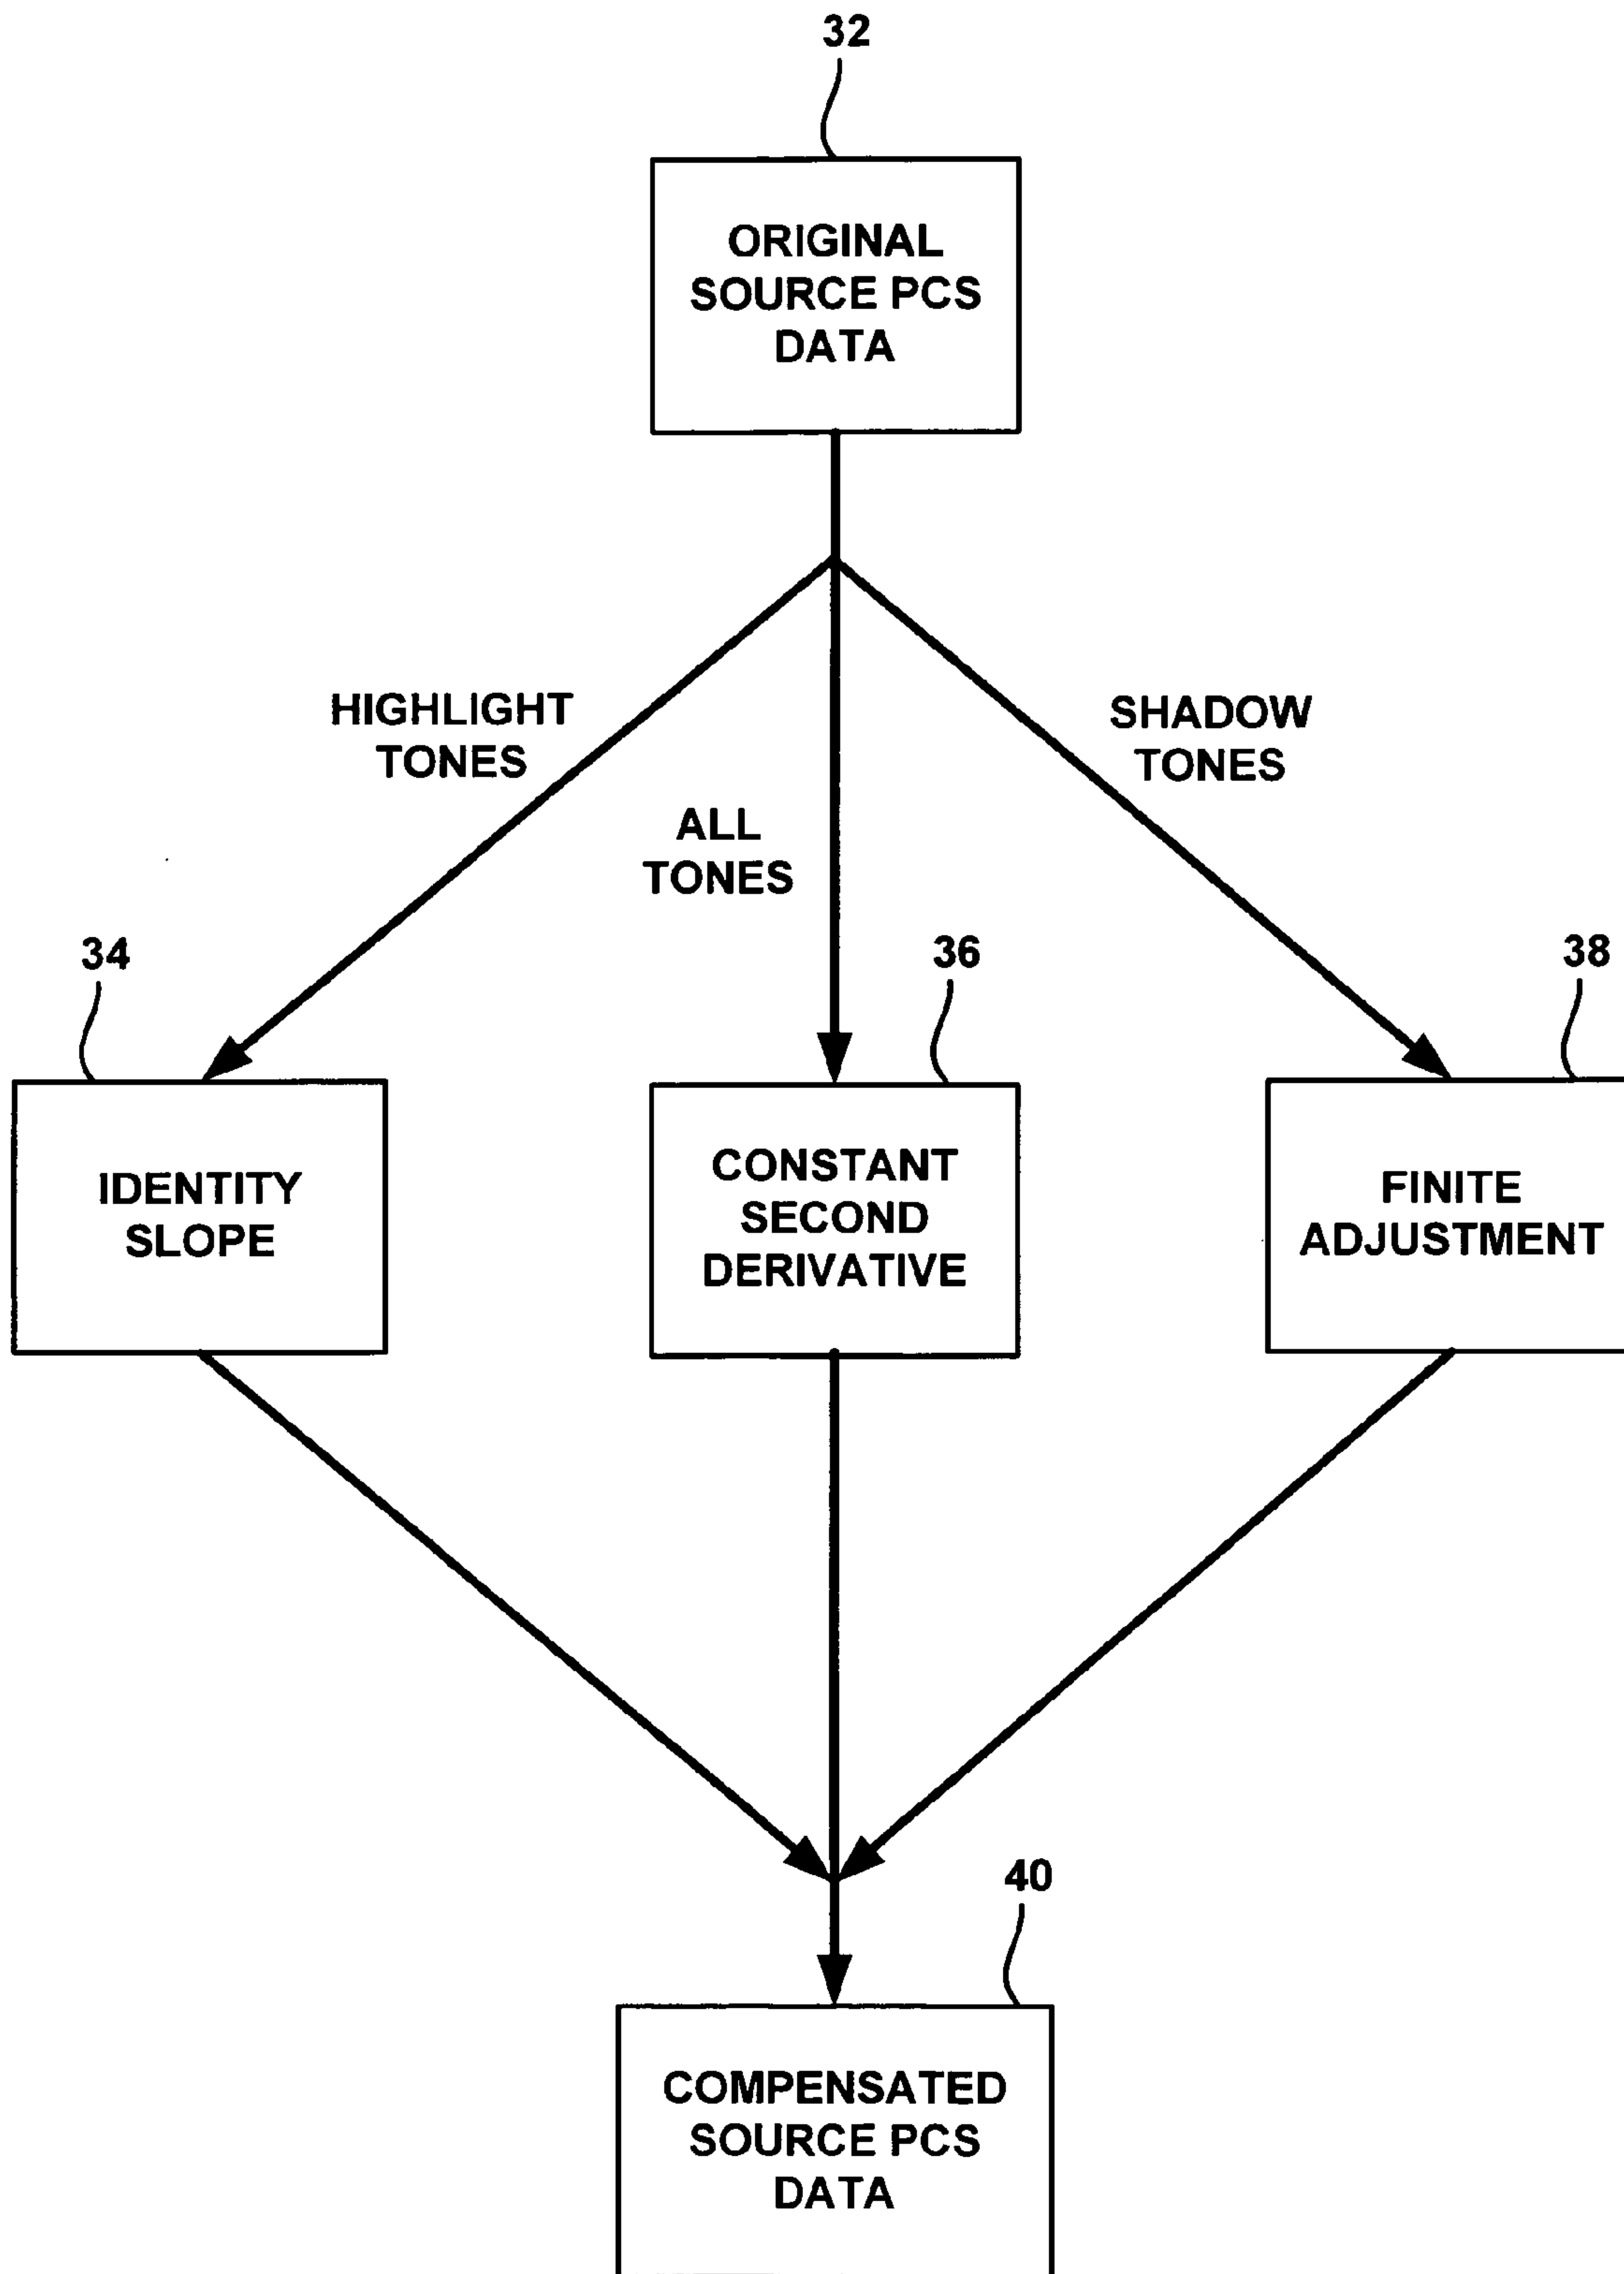 32
ORIGINAL
SOURCE PCS
DATA
HIGHLIGHT
TONES
ALL
TONES
SHADOW
TONES
34
IDENTITY
SLOPE
36
CONSTANT
SECOND
DERIVATIVE
38
FINITE
ADJUSTMENT
40
COMPENSATED
SOURCE PCS
DATA